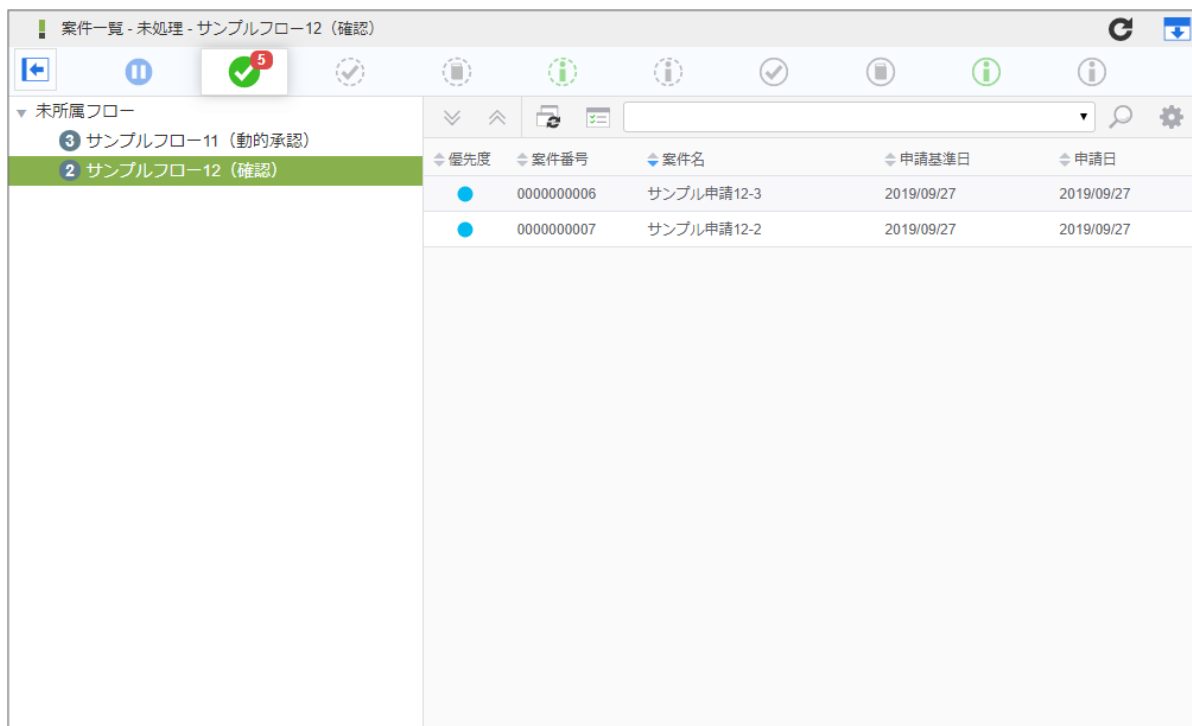 案件一覧 - 未処理 - サンプルフロー12（確認）
5
未所属フロー
3 サンプルフロー11（動的承認）
2 サンプルフロー12（確認）
優先度 案件番号 案件名 申請基準日 申請日
0000000006 サンプル申請12-3 2019/09/27 2019/09/27
0000000007 サンプル申請12-2 2019/09/27 2019/09/27